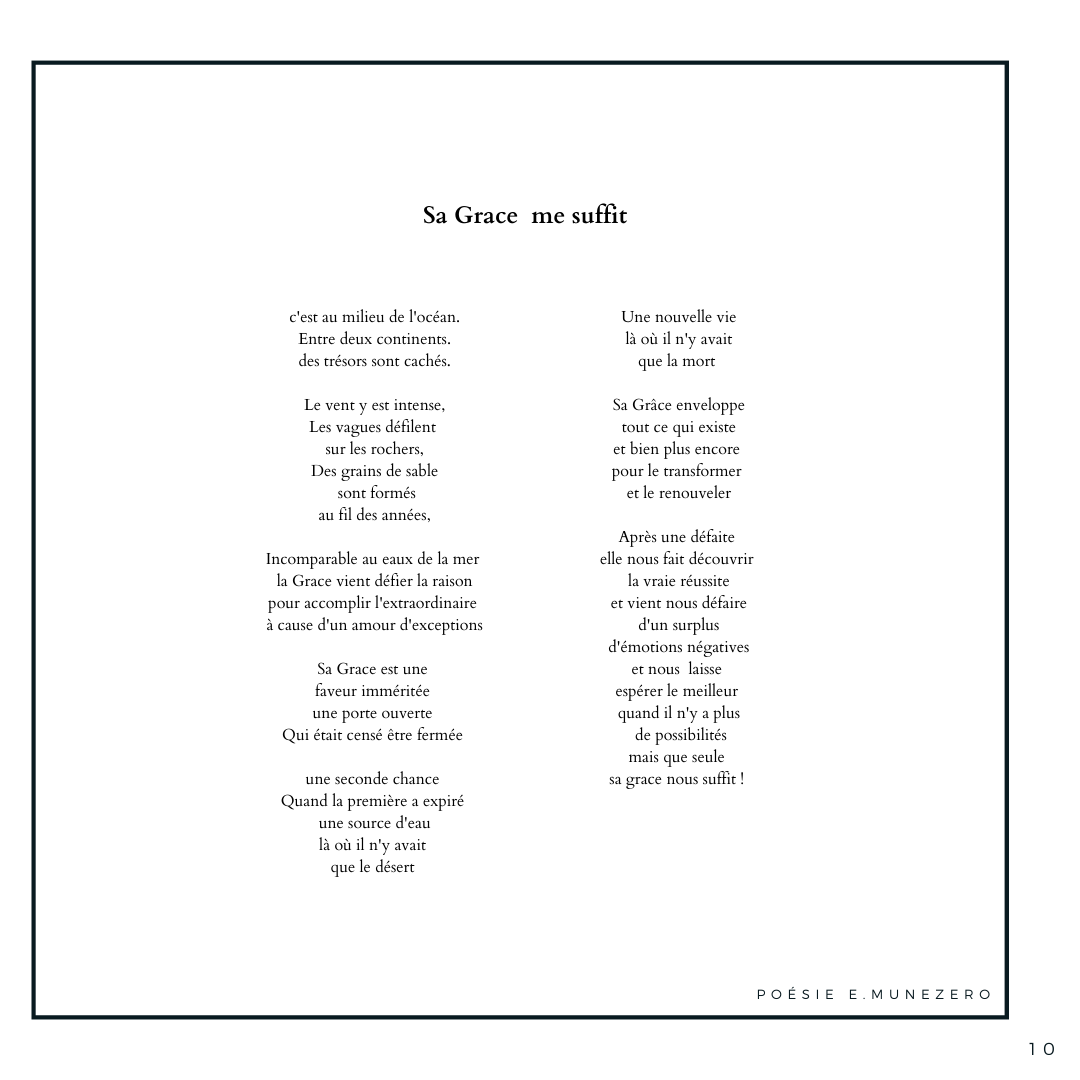 Sa Grace  me suffit
c'est au milieu de l'océan.
Entre deux continents.
des trésors sont cachés.
Le vent y est intense,
Les vagues défilent
sur les rochers,
Des grains de sable
sont formés
au fil des années,
Incomparable au eaux de la mer
la Grace vient défier la raison
pour accomplir l'extraordinaire
à cause d'un amour d'exceptions
Sa Grace est une
faveur imméritée
une porte ouverte
Qui était censé être fermée
une seconde chance
Quand la première a expiré
une source d'eau
là où il n'y avait
que le désert
Une nouvelle vie
là où il n'y avait
que la mort
Sa Grâce enveloppe
tout ce qui existe
et bien plus encore
pour le transformer
et le renouveler
Après une défaite
elle nous fait découvrir
la vraie réussite
et vient nous défaire
d'un surplus
d'émotions négatives
et nous  laisse
espérer le meilleur
quand il n'y a plus
de possibilités
mais que seule
sa grace nous suffit !
POÉSIE E.MUNEZERO
10